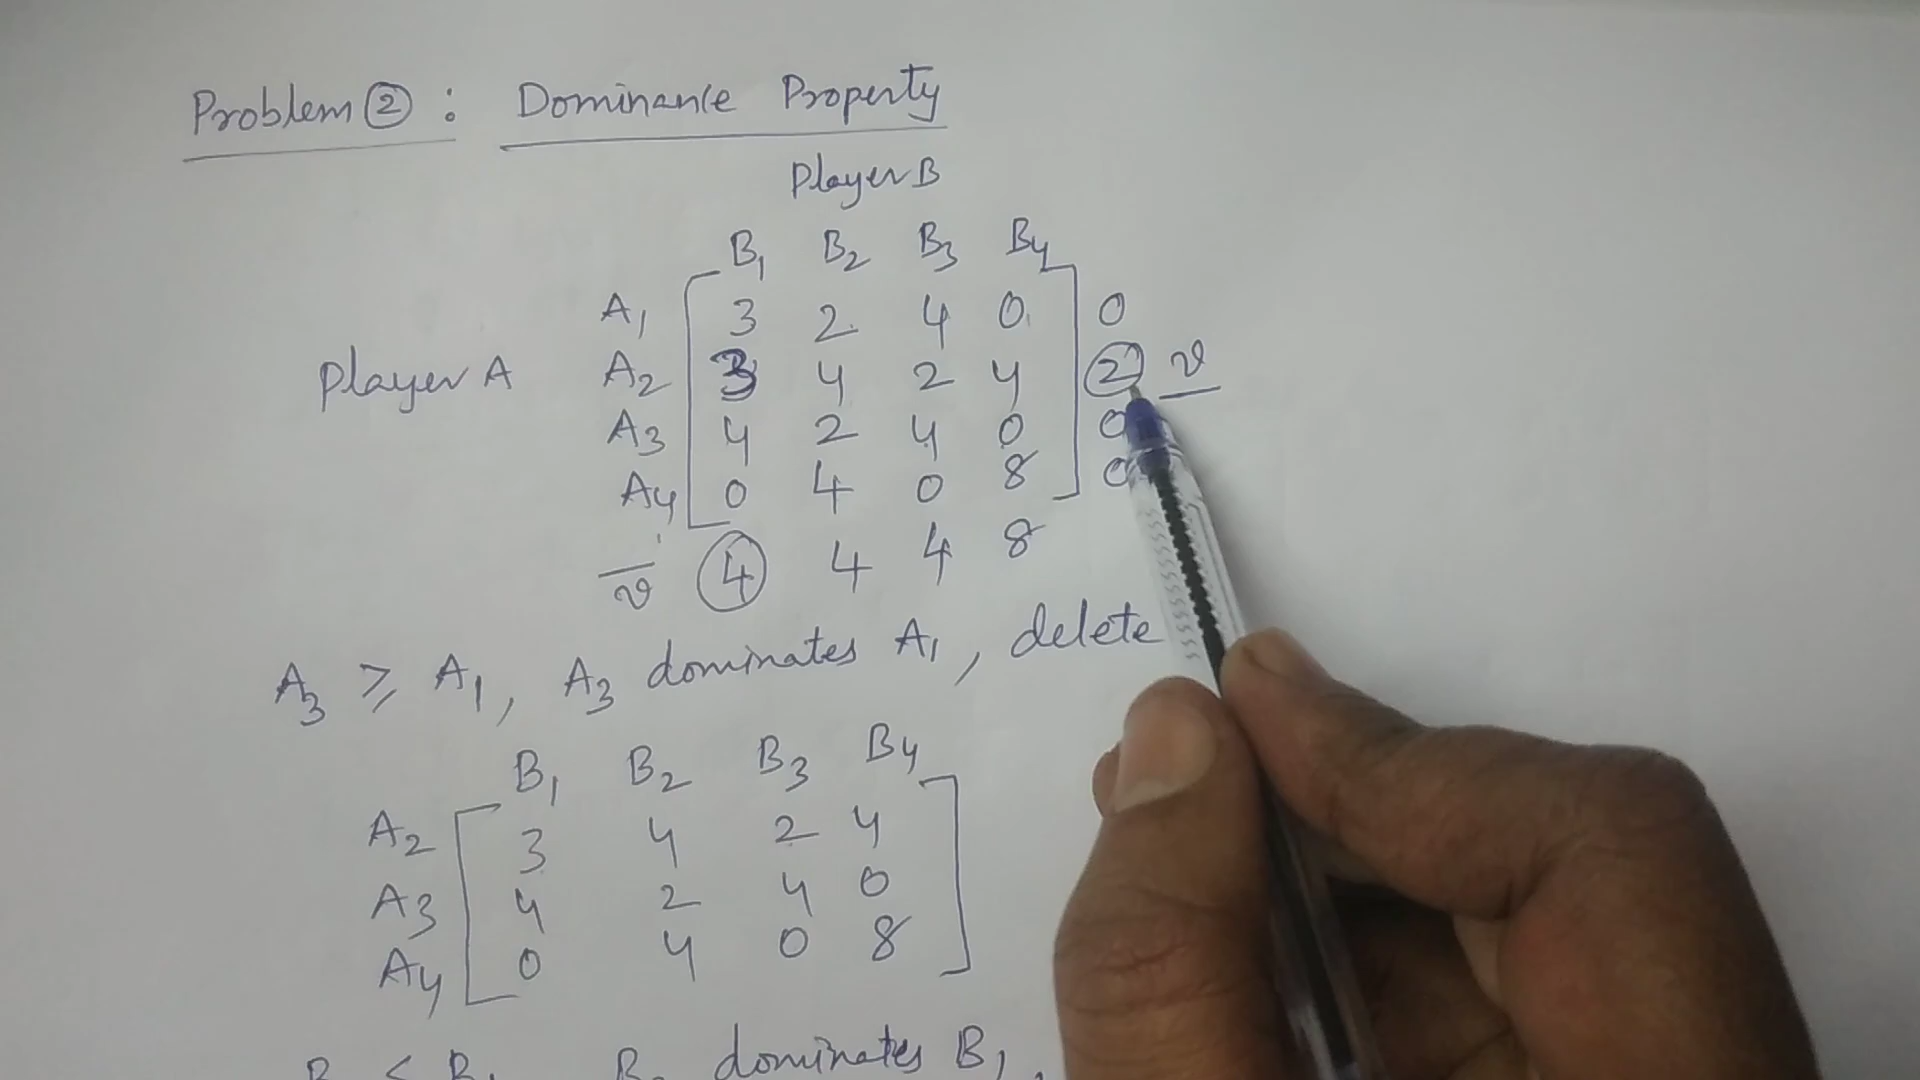 Problem ② : Dominance Property
Player B
B1 B2 B3 B4
A1 3 2 4 0 0
Player A A2 3 4 2 4 2 v
A3 4 2 4 0 0
A4 0 4 0 8 0
v 4 4 4 8
A3 ≥ A1, A3 dominates A1, delete
B1 B2 B3 B4
A2 3 4 2 4
A3 4 2 4 0
A4 0 4 0 8
dominates B1,